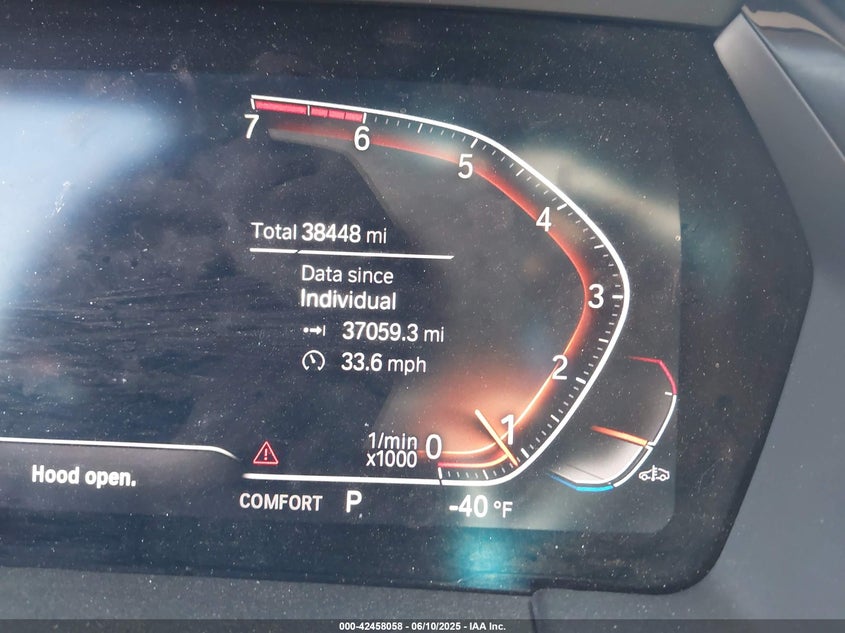 7
6
5
4
3
2
1
0
Total 38448 mi
Data since
Individual
37059.3 mi
33.6 mph
1/min
x1000
Hood open.
COMFORT P
-40 °F
000-42458058 - 06/10/2025 - IAA Inc.